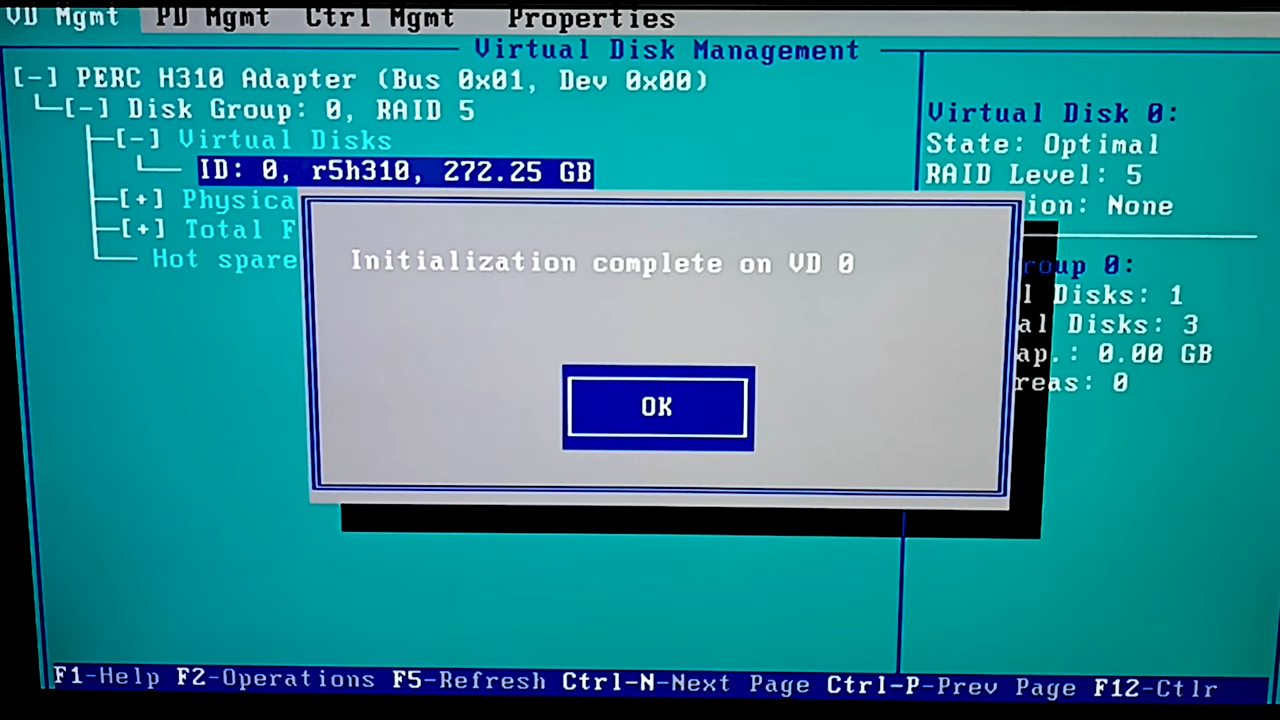 VD Mgmt PD Mgmt Ctrl Mgmt Properties
Virtual Disk Management
[-] PERC H310 Adapter (Bus 0x01, Dev 0x00)
[-] Disk Group: 0, RAID 5
[-] Virtual Disks
ID: 0, r5h310, 272.25 GB
[+] Physica
[+] Total F
Hot spare
Virtual Disk 0:
State: Optimal
RAID Level: 5
ion: None
roup 0:
l Disks: 1
al Disks: 3
ap.: 0.00 GB
reas: 0
Initialization complete on VD 0
OK
F1-Help F2-Operations F5-Refresh Ctrl-N-Next Page Ctrl-P-Prev Page F12-Ctlr